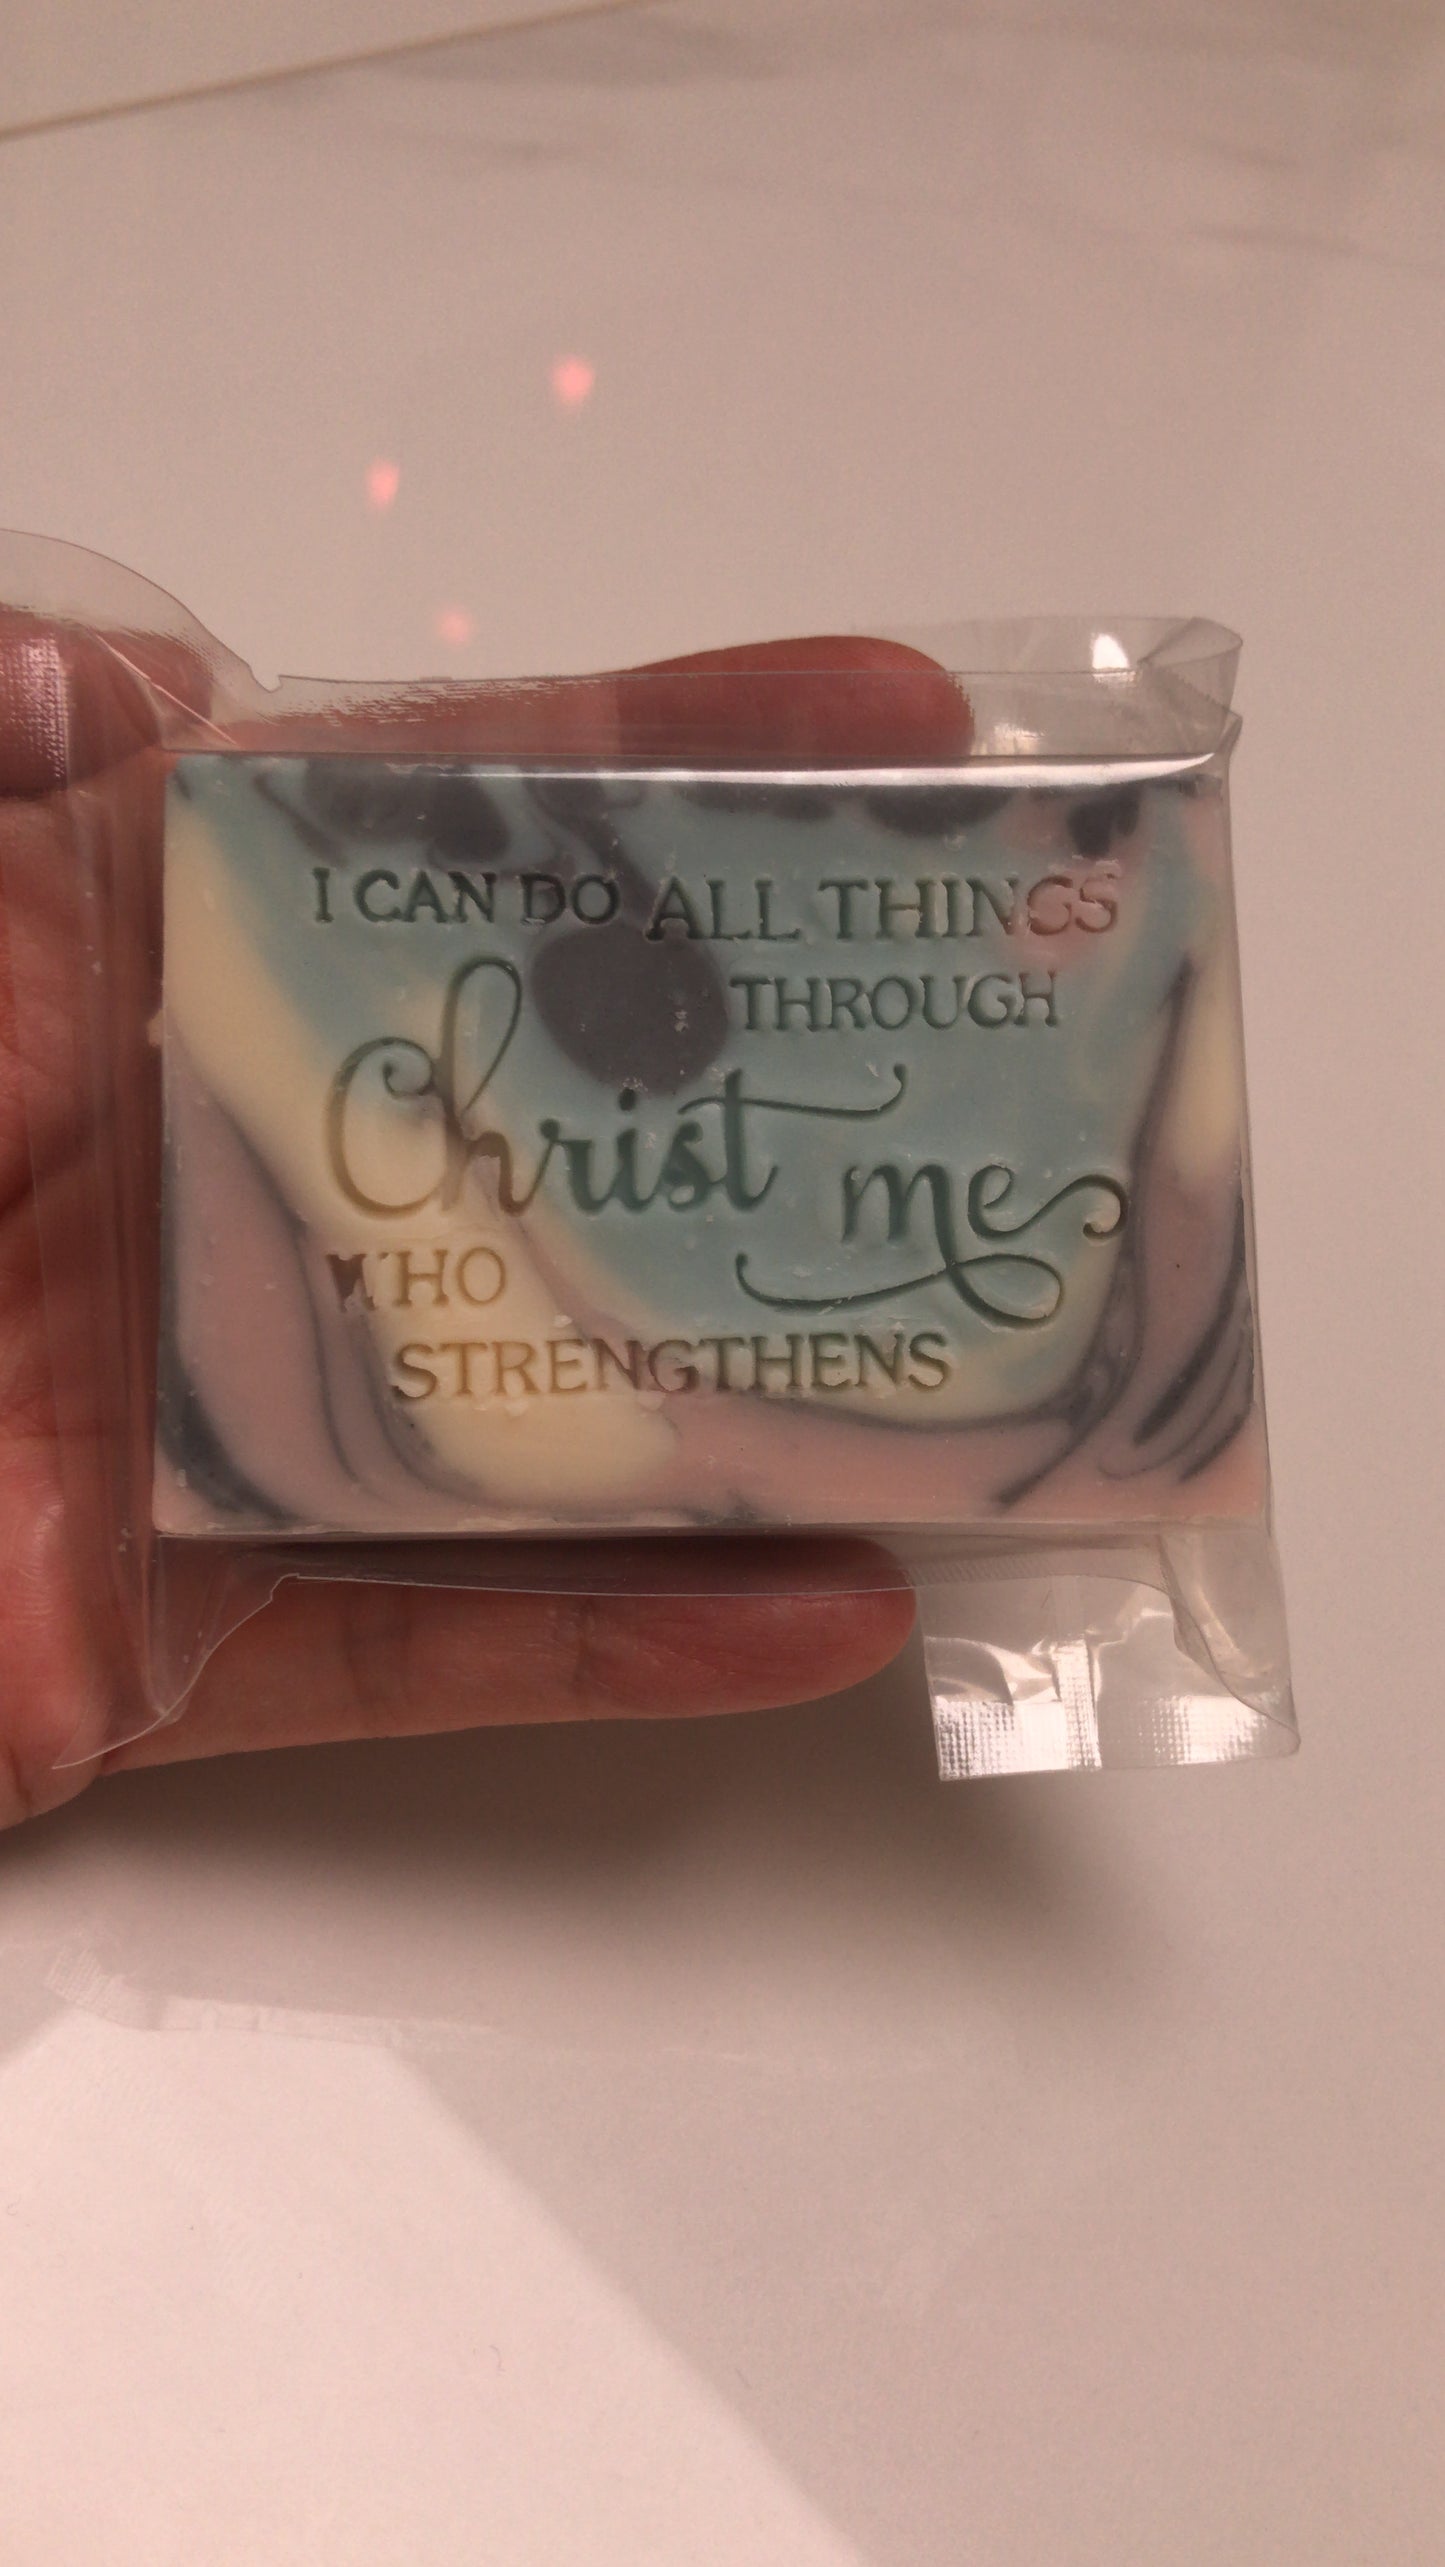 I CAN DO ALL THINGS
THROUGH
Christ me
WHO
STRENGTHENS